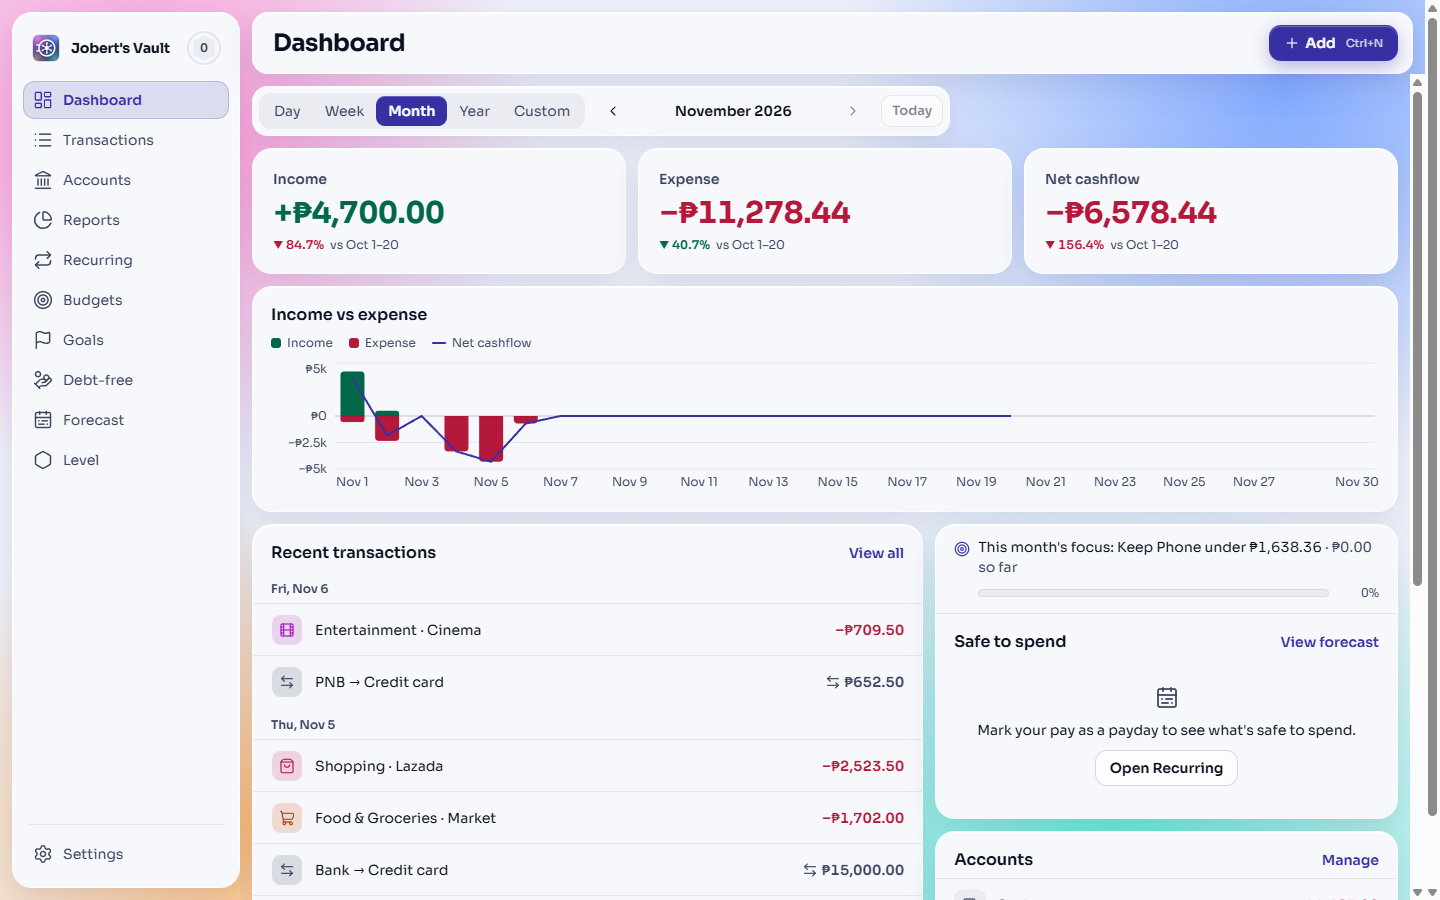 Jobert's Vault
0
Dashboard
Transactions
Accounts
Reports
Recurring
Budgets
Goals
Debt-free
Forecast
Level
Settings
Dashboard
+ Add Ctrl+N
Day Week Month Year Custom
November 2026
Today
Income
+₱4,700.00
▼ 84.7% vs Oct 1–20
Expense
−₱11,278.44
▼ 40.7% vs Oct 1–20
Net cashflow
−₱6,578.44
▼ 156.4% vs Oct 1–20
Income vs expense
Income Expense Net cashflow
₱5k
₱0
−₱2.5k
−₱5k
Nov 1 Nov 3 Nov 5 Nov 7 Nov 9 Nov 11 Nov 13 Nov 15 Nov 17 Nov 19 Nov 21 Nov 23 Nov 25 Nov 27 Nov 30
Recent transactions View all
Fri, Nov 6
Entertainment · Cinema −₱709.50
PNB → Credit card ₱652.50
Thu, Nov 5
Shopping · Lazada −₱2,523.50
Food & Groceries · Market −₱1,702.00
Bank → Credit card ₱15,000.00
This month's focus: Keep Phone under ₱1,638.36 · ₱0.00
so far
0%
Safe to spend View forecast
Mark your pay as a payday to see what's safe to spend.
Open Recurring
Accounts Manage